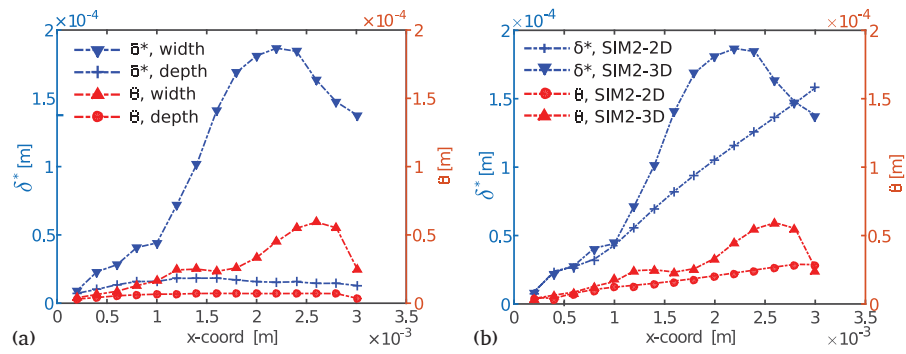 ×10⁻⁴
×10⁻⁴
2
1.5
1
0.5
0
δ* [m]
δ*, width
δ*, depth
θ, width
θ, depth
2
1.5
1
0.5
0
θ [m]
0
0.5
1
1.5
2
2.5
3
3.5
x-coord [m]
×10⁻³
(a)
×10⁻⁴
×10⁻⁴
2
1.5
1
0.5
0
δ* [m]
δ*, SIM2-2D
δ*, SIM2-3D
θ, SIM2-2D
θ, SIM2-3D
2
1.5
1
0.5
0
θ [m]
0
0.5
1
1.5
2
2.5
3
3.5
x-coord [m]
×10⁻³
(b)